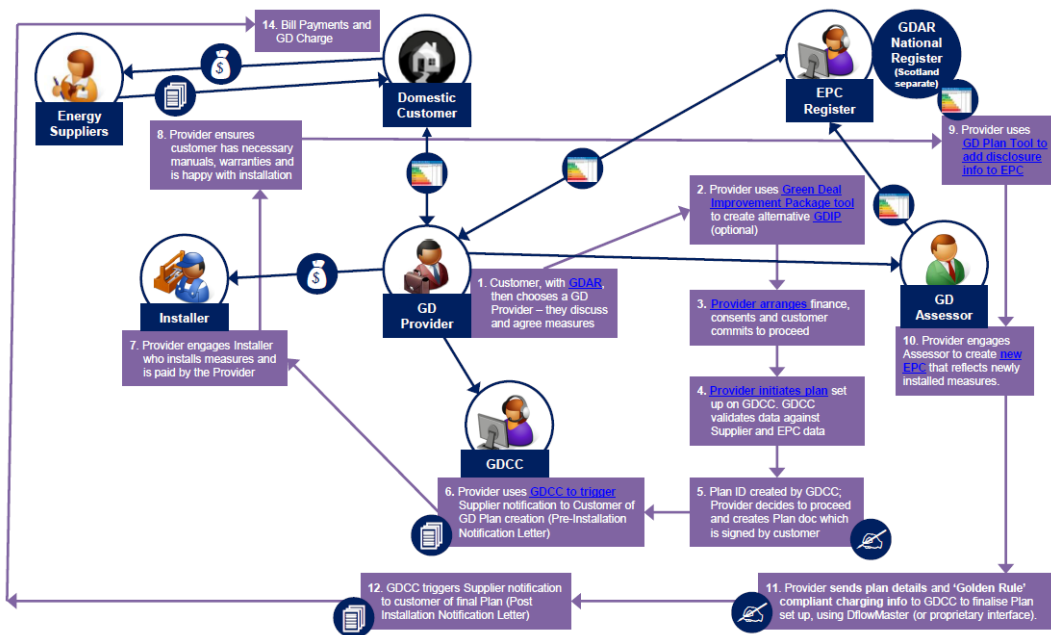 14. Bill Payments and
GD Charge
$
Energy
Suppliers
Domestic
Customer
EPC
Register
GDAR
National
Register
(Scotland
separate)
8. Provider ensures
customer has necessary
manuals, warranties and
is happy with installation
9. Provider uses
GD Plan Tool to
add disclosure
info to EPC
2. Provider uses Green Deal
Improvement Package tool
to create alternative GDIP
(optional)
$
Installer
GD
Provider
1. Customer, with GDAR,
then chooses a GD
Provider – they discuss
and agree measures
3. Provider arranges finance,
consents and customer
commits to proceed
GD
Assessor
7. Provider engages Installer
who installs measures and
is paid by the Provider
10. Provider engages
Assessor to create new
EPC that reflects newly
installed measures.
4. Provider initiates plan set
up on GDCC. GDCC
validates data against
Supplier and EPC data
GDCC
6. Provider uses GDCC to trigger
Supplier notification to Customer of
GD Plan creation (Pre-Installation
Notification Letter)
5. Plan ID created by GDCC;
Provider decides to proceed
and creates Plan doc which
is signed by customer
12. GDCC triggers Supplier notification
to customer of final Plan (Post
Installation Notification Letter)
11. Provider sends plan details and ‘Golden Rule’
compliant charging info to GDCC to finalise Plan
set up, using DflowMaster (or proprietary interface).